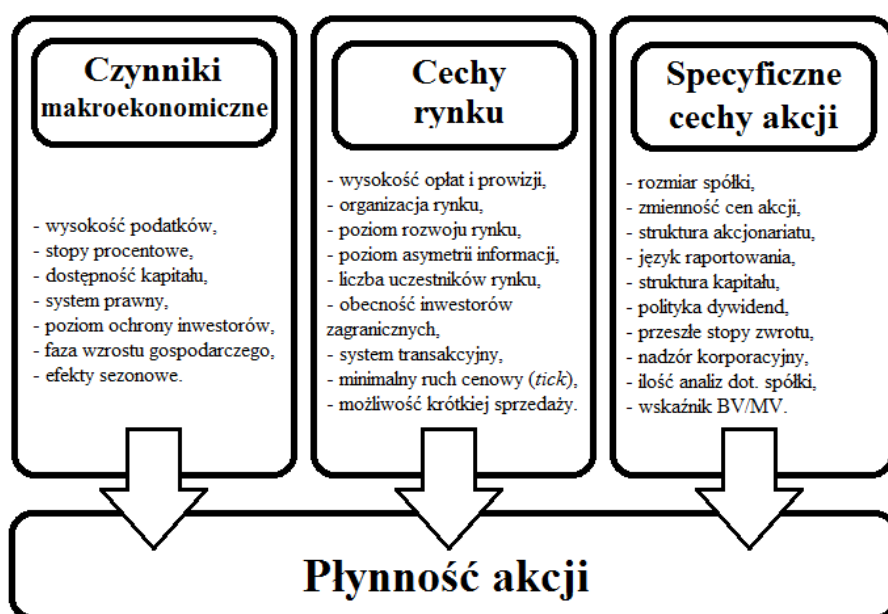 Czynniki
makroekonomiczne
- wysokość podatków,
- stopy procentowe,
- dostępność kapitału,
- system prawny,
- poziom ochrony inwestorów,
- faza wzrostu gospodarczego,
- efekty sezonowe.
Cechy
rynku
- wysokość opłat i prowizji,
- organizacja rynku,
- poziom rozwoju rynku,
- poziom asymetrii informacji,
- liczba uczestników rynku,
- obecność inwestorów
zagranicznych,
- system transakcyjny,
- minimalny ruch cenowy (tick),
- możliwość krótkiej sprzedaży.
Specyficzne
cechy akcji
- rozmiar spółki,
- zmienność cen akcji,
- struktura akcjonariatu,
- język raportowania,
- struktura kapitału,
- polityka dywidend,
- przeszłe stopy zwrotu,
- nadzór korporacyjny,
- ilość analiz dot. spółki,
- wskaźnik BV/MV.
Płynność akcji